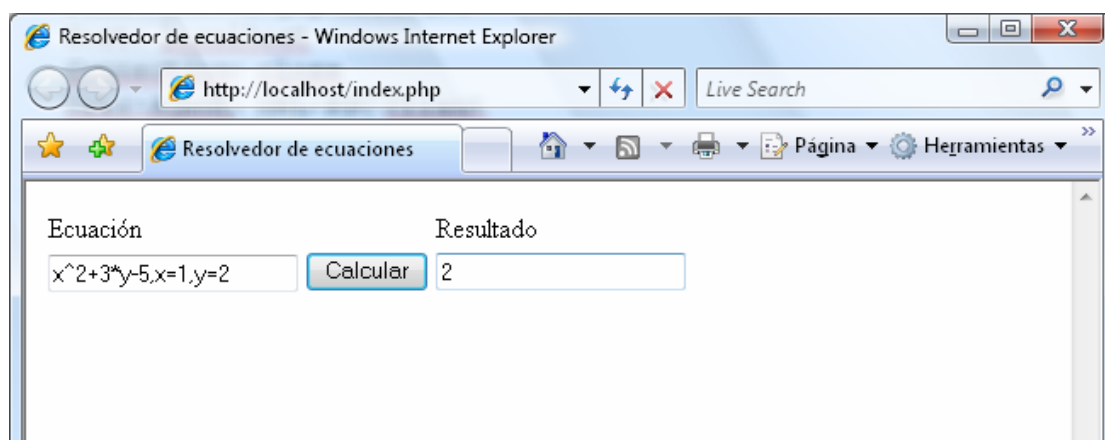 Resolvedor de ecuaciones - Windows Internet Explorer
http://localhost/index.php
Live Search
Resolvedor de ecuaciones
Página
Herramientas
Ecuación
Resultado
x^2+3*y-5,x=1,y=2
Calcular
2